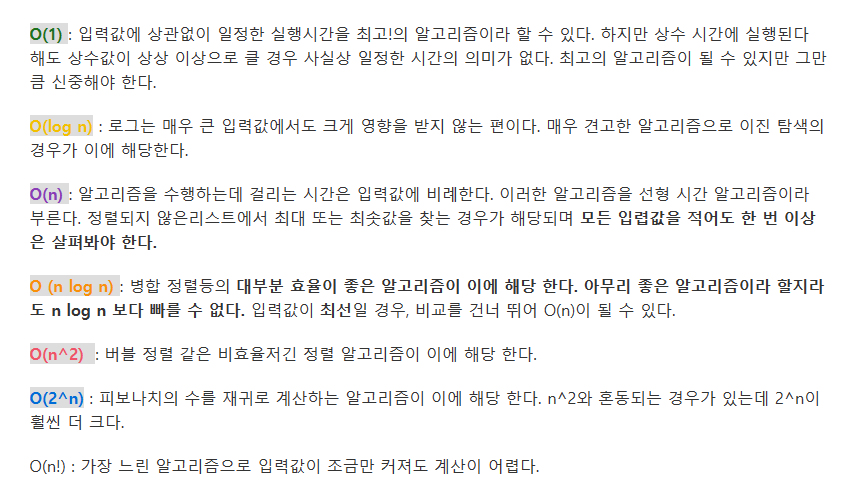 O(1) : 입력값에 상관없이 일정한 실행시간을 최고!의 알고리즘이라 할 수 있다. 하지만 상수 시간에 실행된다
해도 상수값이 상상 이상으로 클 경우 사실상 일정한 시간의 의미가 없다. 최고의 알고리즘이 될 수 있지만 그만
큼 신중해야 한다.
O(log n) : 로그는 매우 큰 입력값에서도 크게 영향을 받지 않는 편이다. 매우 견고한 알고리즘으로 이진 탐색의
경우가 이에 해당한다.
O(n) : 알고리즘을 수행하는데 걸리는 시간은 입력값에 비례한다. 이러한 알고리즘을 선형 시간 알고리즘이라
부른다. 정렬되지 않은리스트에서 최대 또는 최솟값을 찾는 경우가 해당되며 모든 입렵값을 적어도 한 번 이상
은 살펴봐야 한다.
O (n log n) : 병합 정렬등의 대부분 효율이 좋은 알고리즘이 이에 해당 한다. 아무리 좋은 알고리즘이라 할지라
도 n log n 보다 빠를 수 없다. 입력값이 최선일 경우, 비교를 건너 뛰어 O(n)이 될 수 있다.
O(n^2) : 버블 정렬 같은 비효율저긴 정렬 알고리즘이 이에 해당 한다.
O(2^n) : 피보나치의 수를 재귀로 계산하는 알고리즘이 이에 해당 한다. n^2와 혼동되는 경우가 있는데 2^n이
훨씬 더 크다.
O(n!) : 가장 느린 알고리즘으로 입력값이 조금만 커져도 계산이 어렵다.